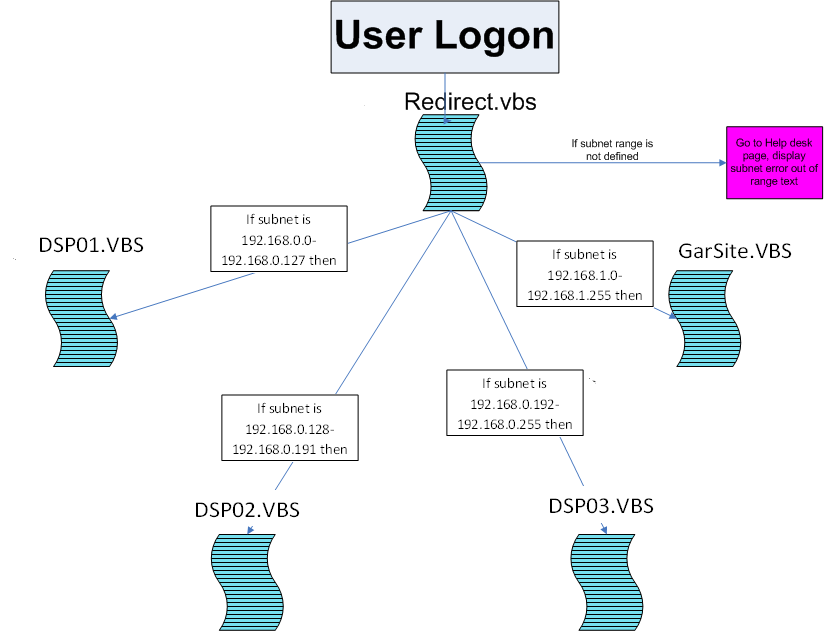 User Logon
Redirect.vbs
If subnet range is
not defined
Go to Help desk
page, display
subnet error out of
range text
If subnet is
192.168.0.0-
192.168.0.127 then
DSP01.VBS
If subnet is
192.168.1.0-
192.168.1.255 then
GarSite.VBS
If subnet is
192.168.0.128-
192.168.0.191 then
If subnet is
192.168.0.192-
192.168.0.255 then
DSP02.VBS
DSP03.VBS